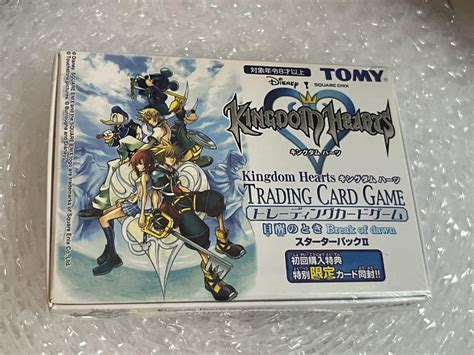 対象年令8才以上
TOMY
Disney
SQUARE ENIX
KINGDOM HEARTS
キングダム ハーツ
Kingdom Hearts キングダム ハーツ
TRADING CARD GAME
トレーディングカードゲーム
目醒のとき Break of dawn
スターターパックⅡ
初回購入特典
特別限定カード同封!!